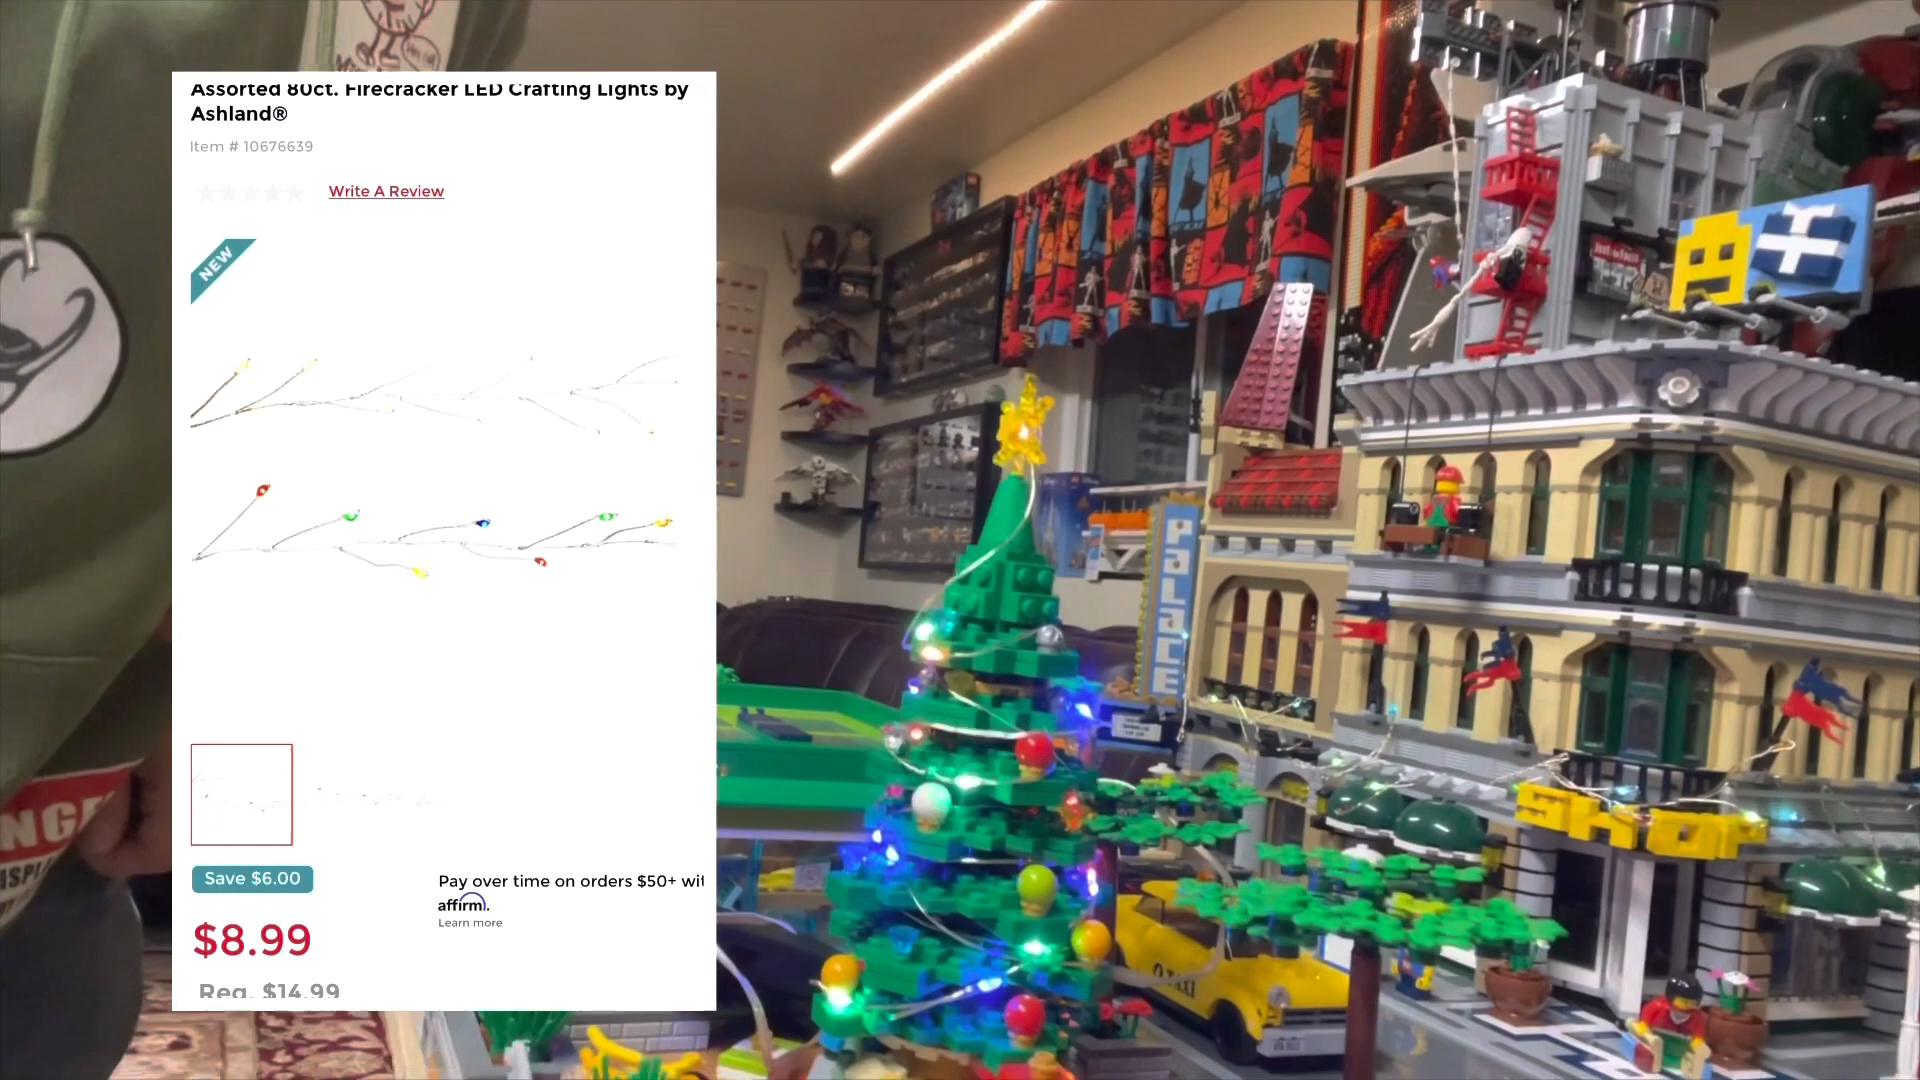 Assorted 80ct. Firecracker LED Crafting Lights by
Ashland®
Item # 10676639
Write A Review
NEW
Save $6.00
$8.99
Reg. $14.99
Pay over time on orders $50+ wit
affirm.
Learn more
PALACE
SHOP
TAXI